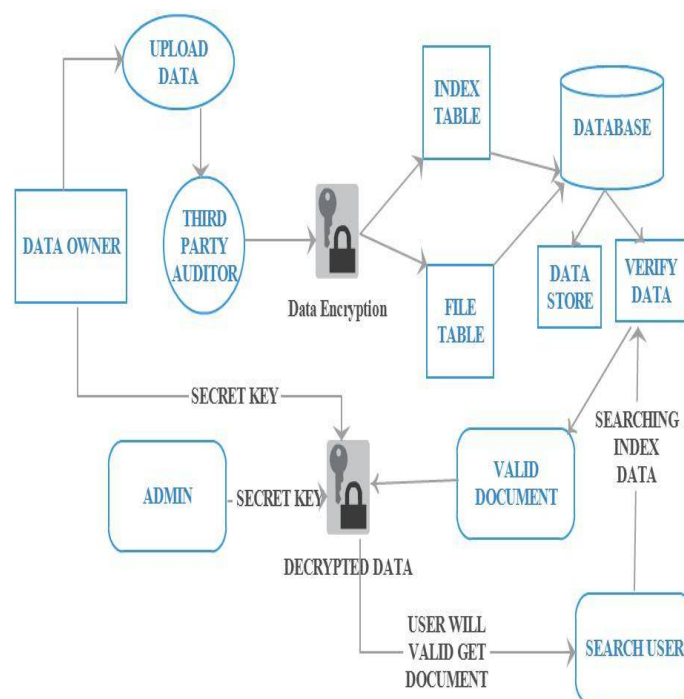 UPLOAD
DATA
INDEX
TABLE
DATABASE
DATA OWNER
THIRD
PARTY
AUDITOR
Data Encryption
FILE
TABLE
DATA
STORE
VERIFY
DATA
SECRET KEY
SEARCHING
INDEX
DATA
ADMIN
SECRET KEY
VALID
DOCUMENT
DECRYPTED DATA
USER WILL
VALID GET
DOCUMENT
SEARCH USER